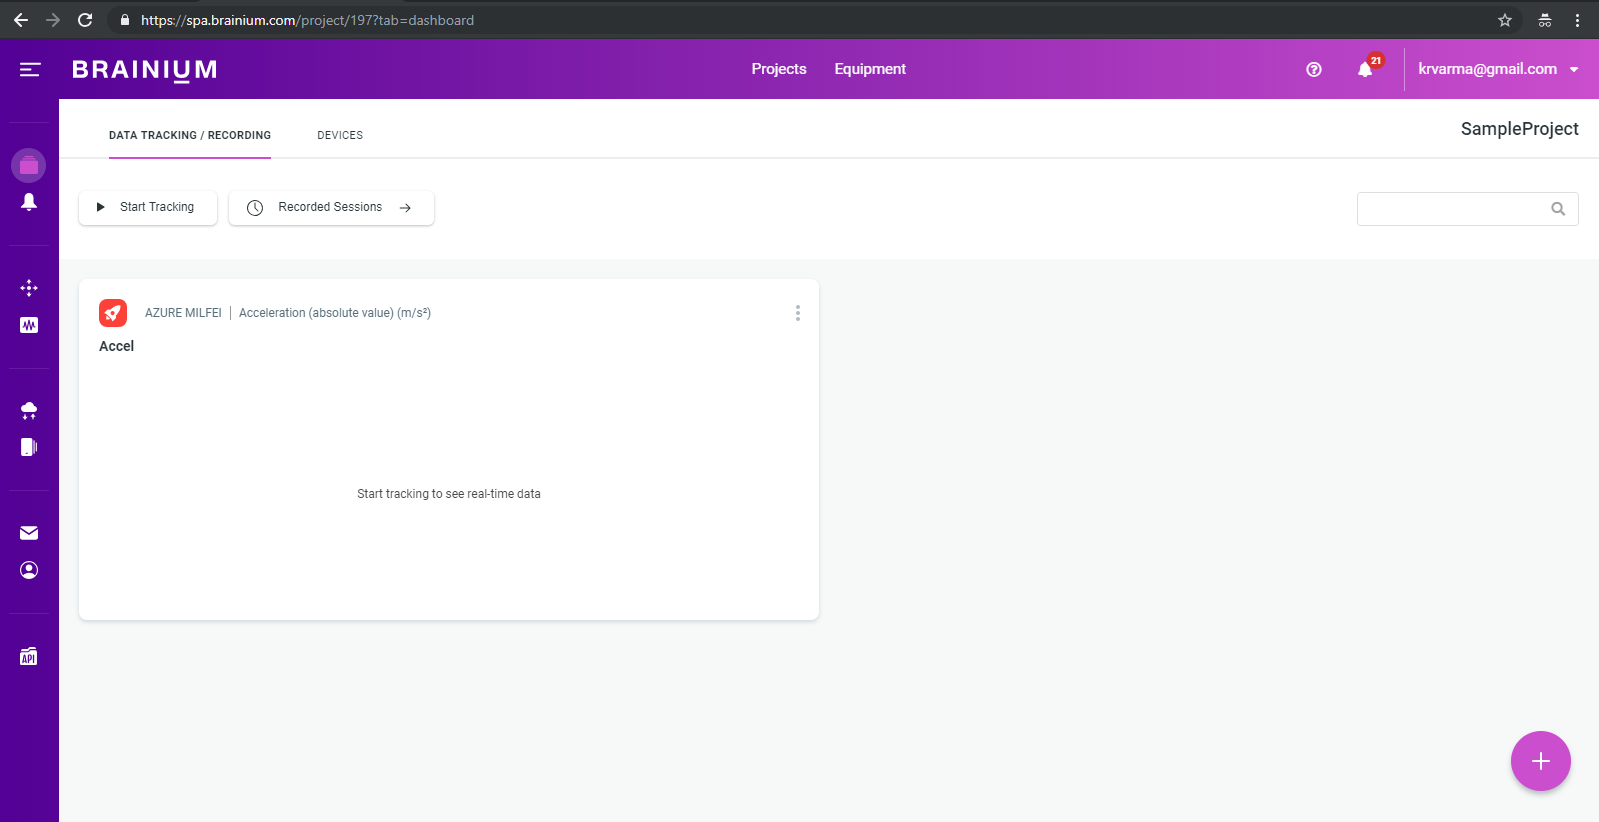 https://spa.brainium.com/project/197?tab=dashboard
BRAINIUM
Projects
Equipment
21
krvarma@gmail.com
DATA TRACKING / RECORDING
DEVICES
SampleProject
Start Tracking
Recorded Sessions
AZURE MILFEI | Acceleration (absolute value) (m/s²)
Accel
Start tracking to see real-time data
API